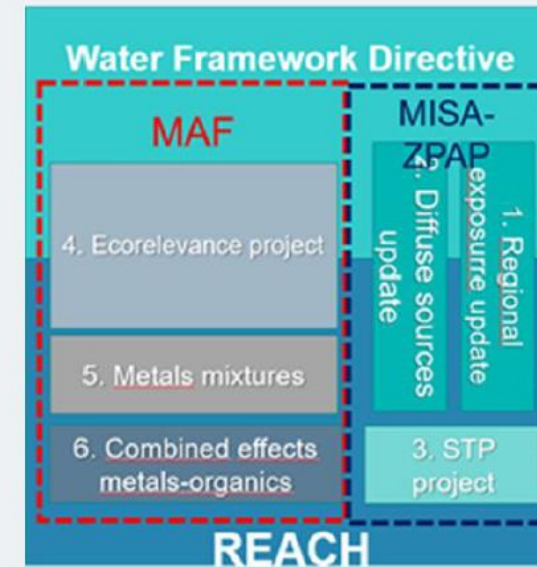 Water Framework Directive
MAF
MISA-
ZPAP
4. Ecorelevance project
5. Metals mixtures
6. Combined effects
metals-organics
2. Diffuse sources
update
1. Regional
exposurre update
3. STP
project
REACH